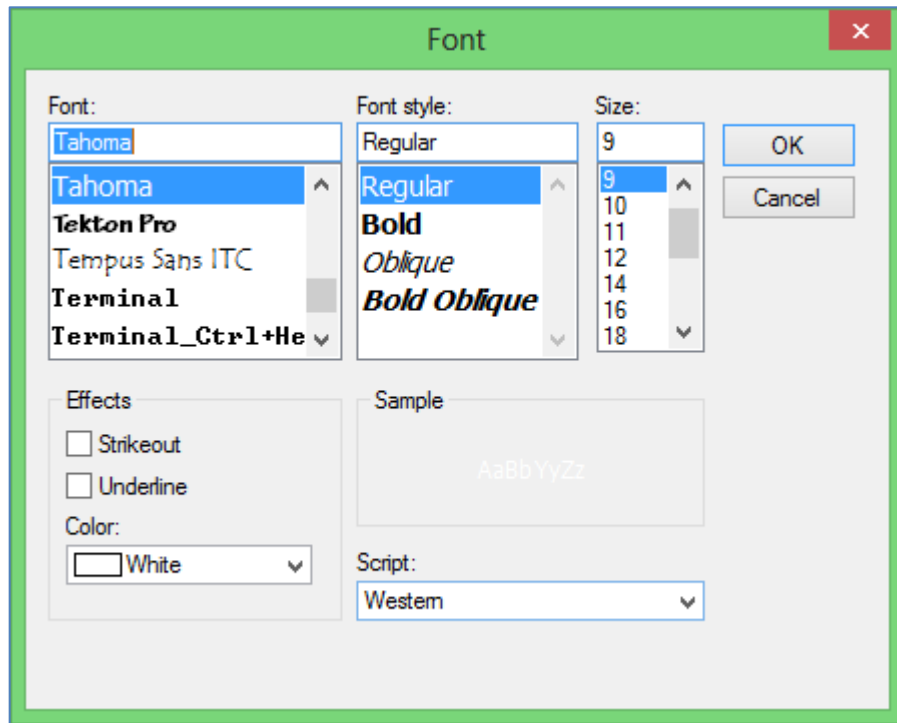 Font
Font:
Font style:
Size:
Tahoma
Regular
9
OK
Cancel
Tahoma
Tekton Pro
Tempus Sans ITC
Terminal
Terminal_Ctrl+He
Regular
Bold
Oblique
Bold Oblique
9
10
11
12
14
16
18
Effects
Strikeout
Underline
Color:
White
Sample
AaBbYyZz
Script:
Western